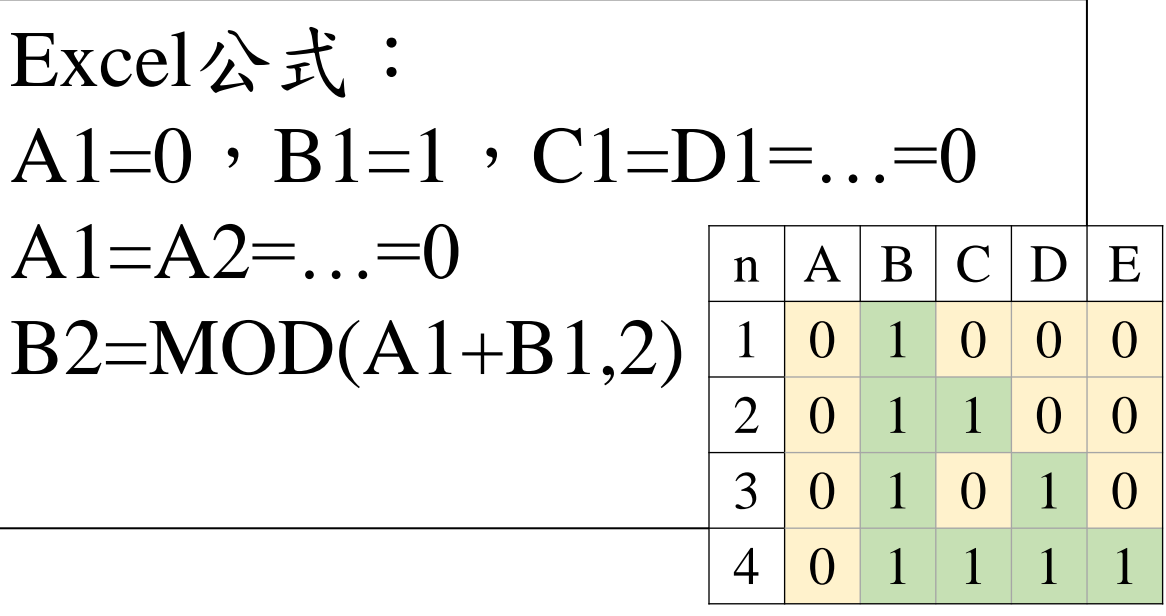 Excel公式：
A1=0，B1=1，C1=D1=…=0
A1=A2=…=0
B2=MOD(A1+B1,2)
n A B C D E
1 0 1 0 0 0
2 0 1 1 0 0
3 0 1 0 1 0
4 0 1 1 1 1